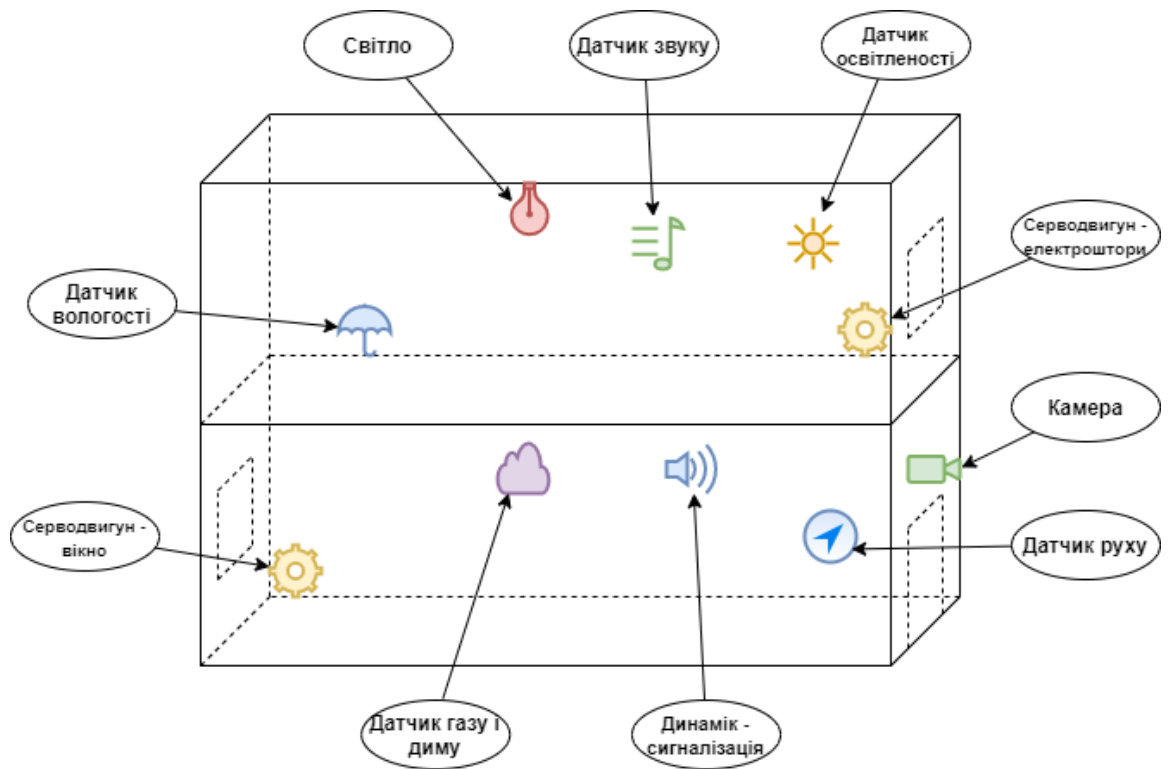 Світло
Датчик звуку
Датчик
освітленості
Серводвигун -
електроштори
Датчик
вологості
Камера
Серводвигун -
вікно
Датчик руху
Датчик газу і
диму
Динамік -
сигналізація